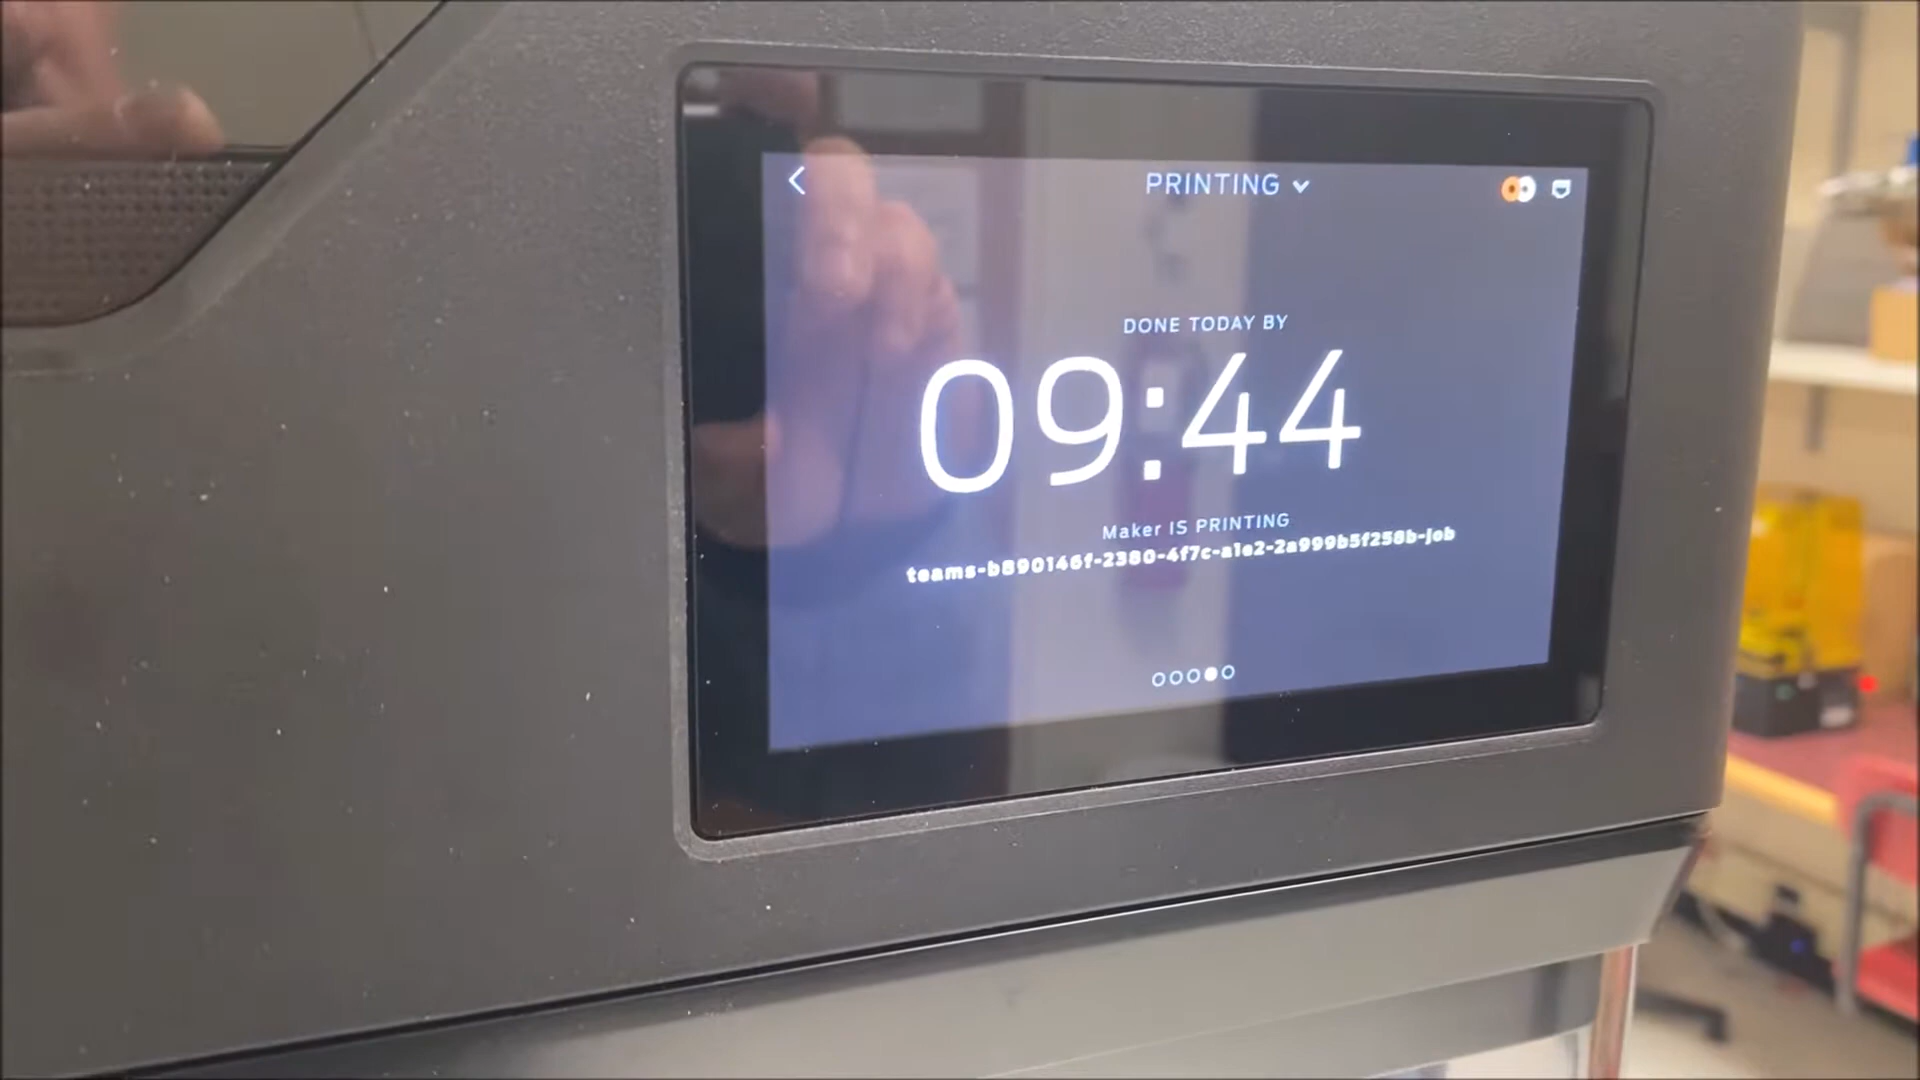 PRINTING
DONE TODAY BY
09:44
Maker IS PRINTING
teams-b890146f-2380-4f7c-a1e2-2a999b5f258b-job